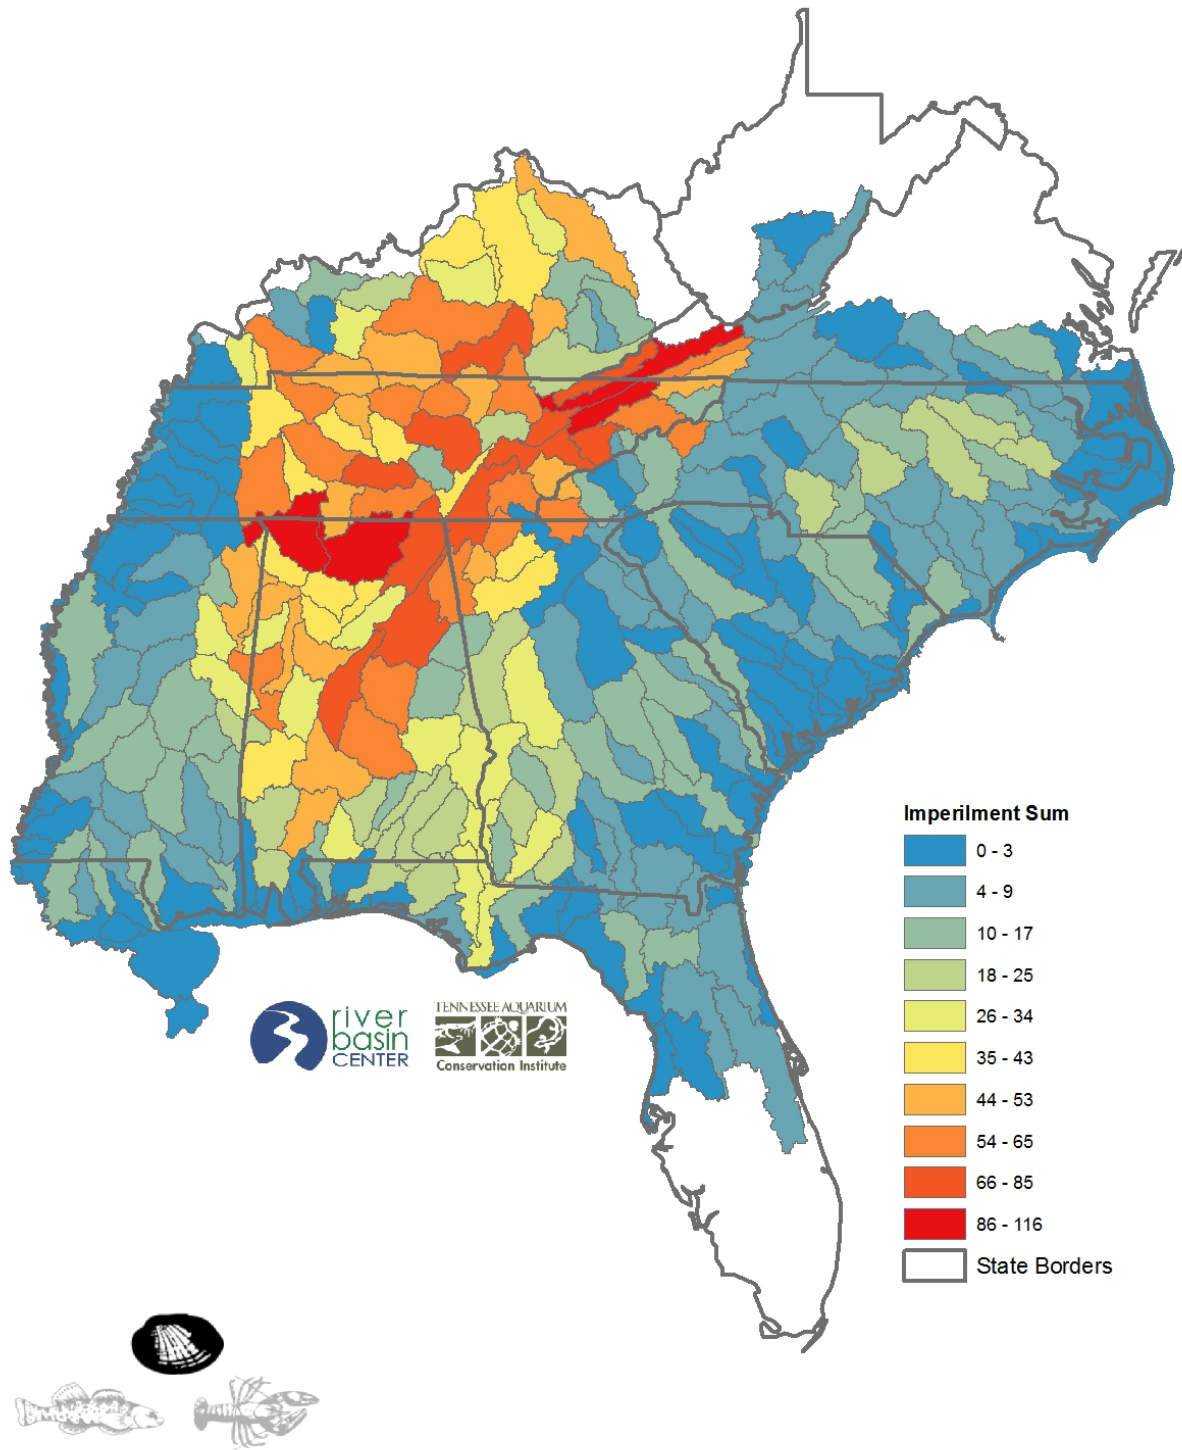 Imperilment Sum
0 - 3
4 - 9
10 - 17
18 - 25
26 - 34
35 - 43
44 - 53
54 - 65
66 - 85
86 - 116
State Borders
river
basin
CENTER
TENNESSEE AQUARIUM
Conservation Institute